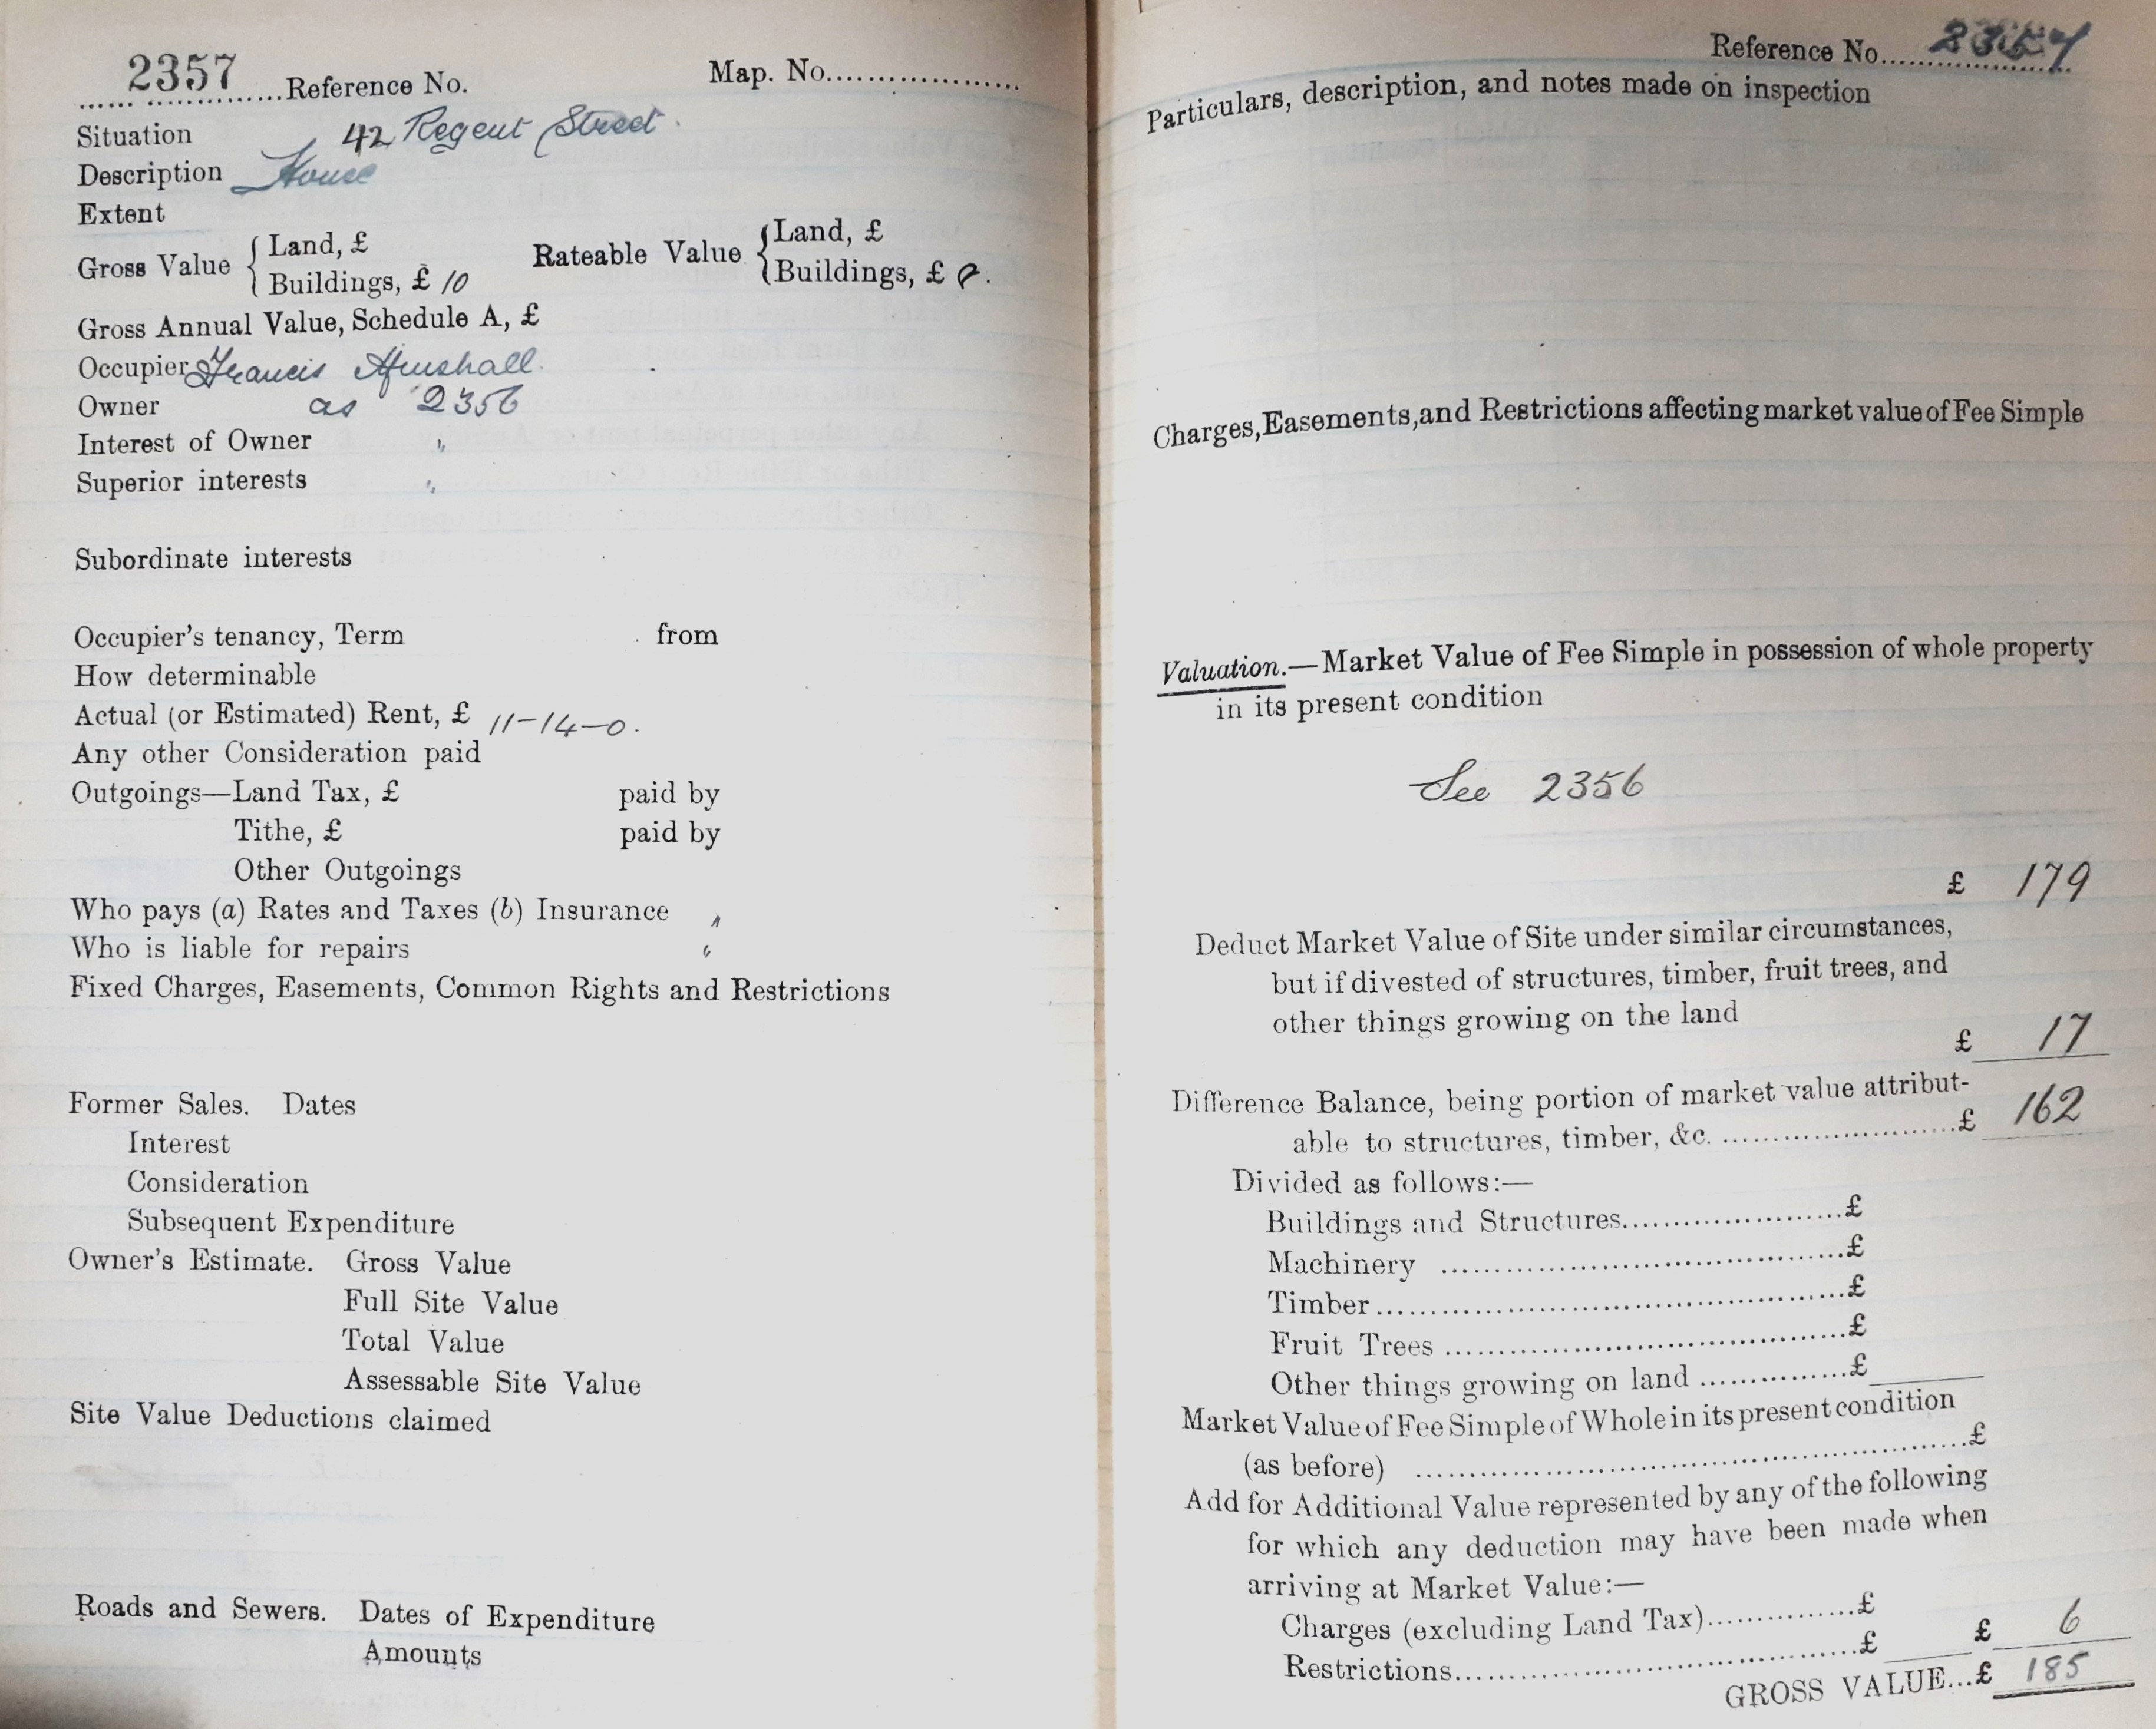 2357 Reference No. Map. No.
Situation 42 Regent Street.
Description House
Extent
Gross Value { Land, £ Rateable Value { Land, £
Buildings, £ 10 Buildings, £ 8.
Gross Annual Value, Schedule A, £
Occupier Francis Henshall.
Owner as 2356
Interest of Owner "
Superior interests "
Subordinate interests
Occupier's tenancy, Term from
How determinable
Actual (or Estimated) Rent, £ 11-14-0.
Any other Consideration paid
Outgoings—Land Tax, £ paid by
Tithe, £ paid by
Other Outgoings
Who pays (a) Rates and Taxes (b) Insurance "
Who is liable for repairs "
Fixed Charges, Easements, Common Rights and Restrictions
Former Sales. Dates
Interest
Consideration
Subsequent Expenditure
Owner's Estimate. Gross Value
Full Site Value
Total Value
Assessable Site Value
Site Value Deductions claimed
Roads and Sewers. Dates of Expenditure
Amounts
Reference No. 2357
Particulars, description, and notes made on inspection
Charges, Easements, and Restrictions affecting market value of Fee Simple
Valuation.—Market Value of Fee Simple in possession of whole property
in its present condition
See 2356
£ 179
Deduct Market Value of Site under similar circumstances,
but if divested of structures, timber, fruit trees, and
other things growing on the land
£ 17
Difference Balance, being portion of market value attribut-
able to structures, timber, &c. £ 162
Divided as follows:—
Buildings and Structures £
Machinery £
Timber £
Fruit Trees £
Other things growing on land £
Market Value of Fee Simple of Whole in its present condition
(as before) £
Add for Additional Value represented by any of the following
for which any deduction may have been made when
arriving at Market Value:—
Charges (excluding Land Tax) £
Restrictions £ £ 6
GROSS VALUE...£ 185